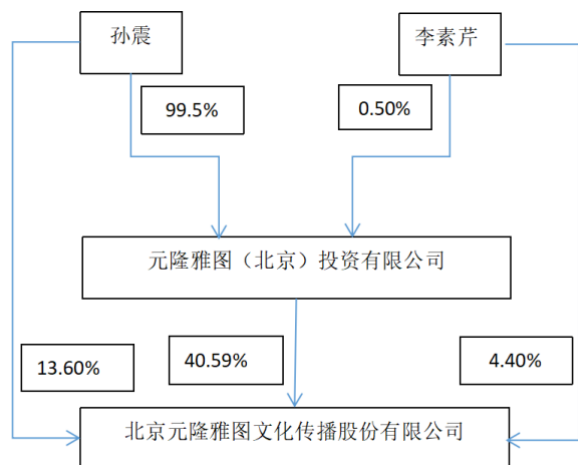 孙震
李素芹
99.5%
0.50%
元隆雅图（北京）投资有限公司
13.60%
40.59%
4.40%
北京元隆雅图文化传播股份有限公司